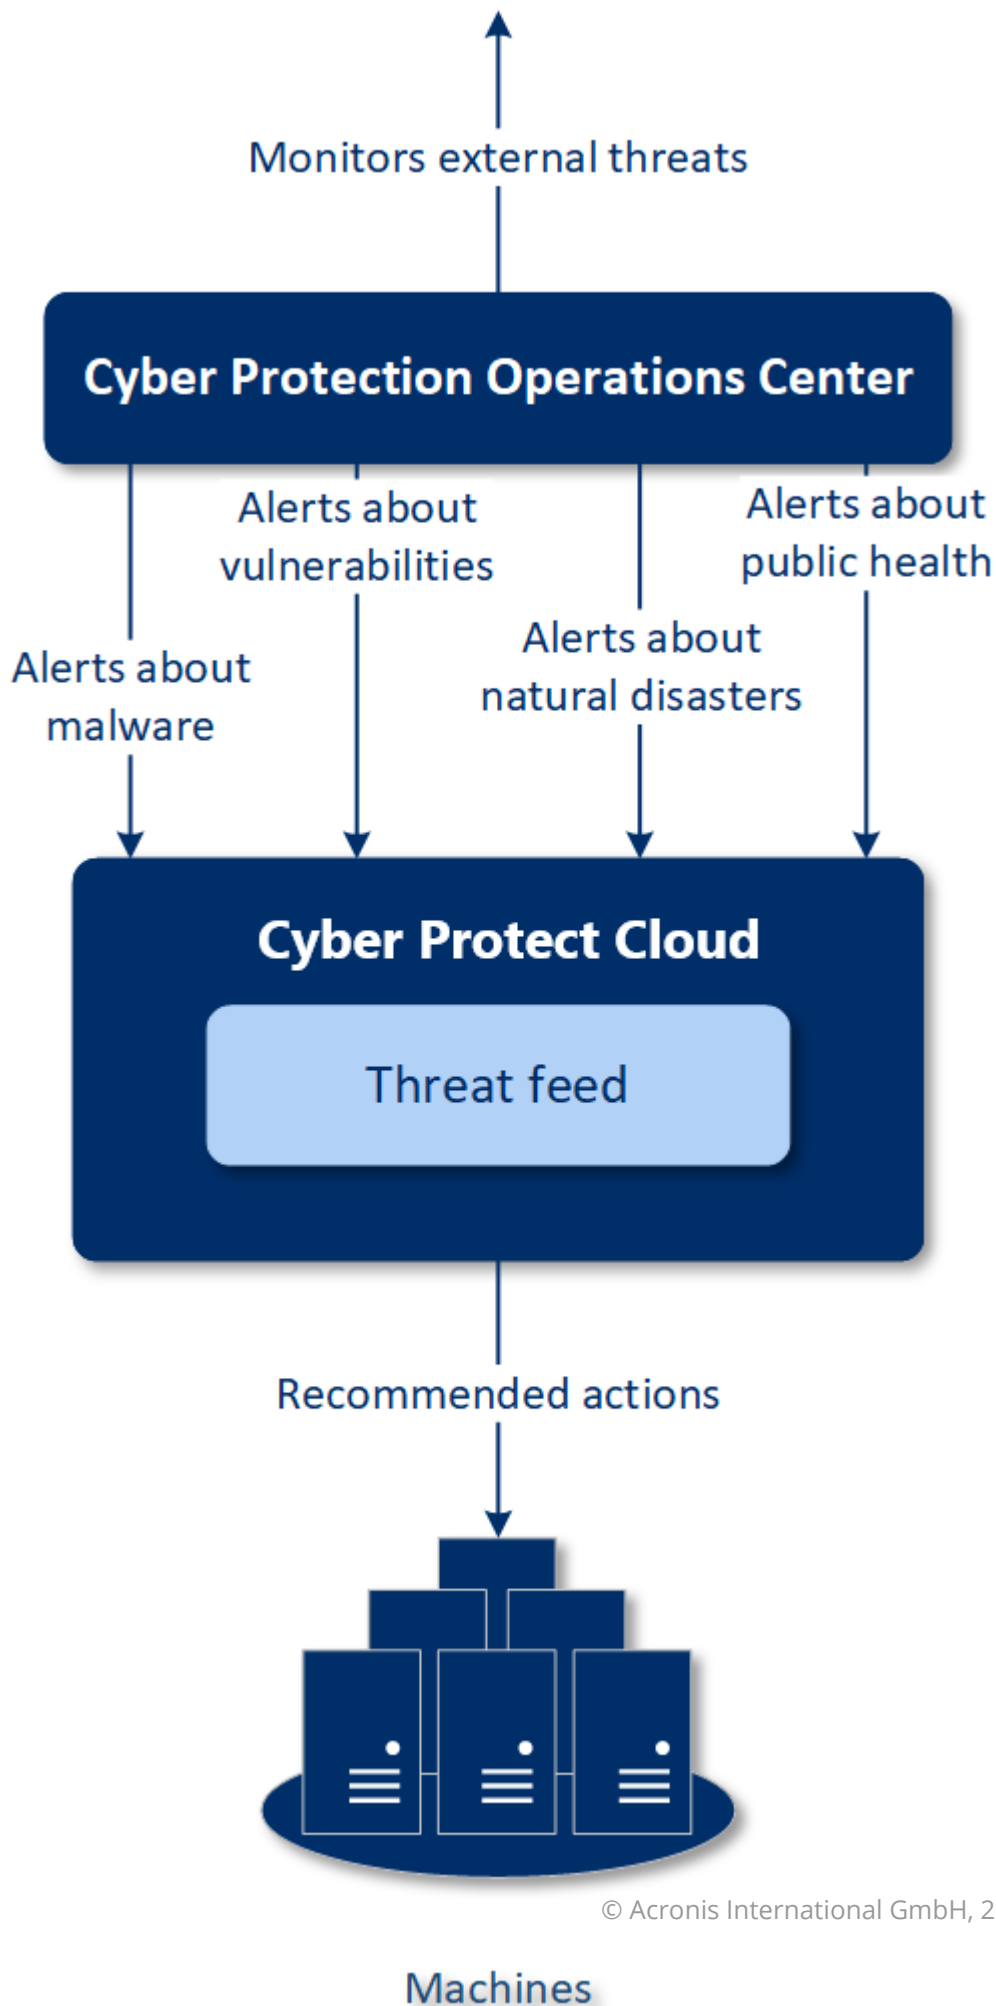 Monitors external threats
Cyber Protection Operations Center
Alerts about
vulnerabilities
Alerts about
public health
Alerts about
natural disasters
Alerts about
malware
Cyber Protect Cloud
Threat feed
Recommended actions
© Acronis International GmbH, 2
Machines